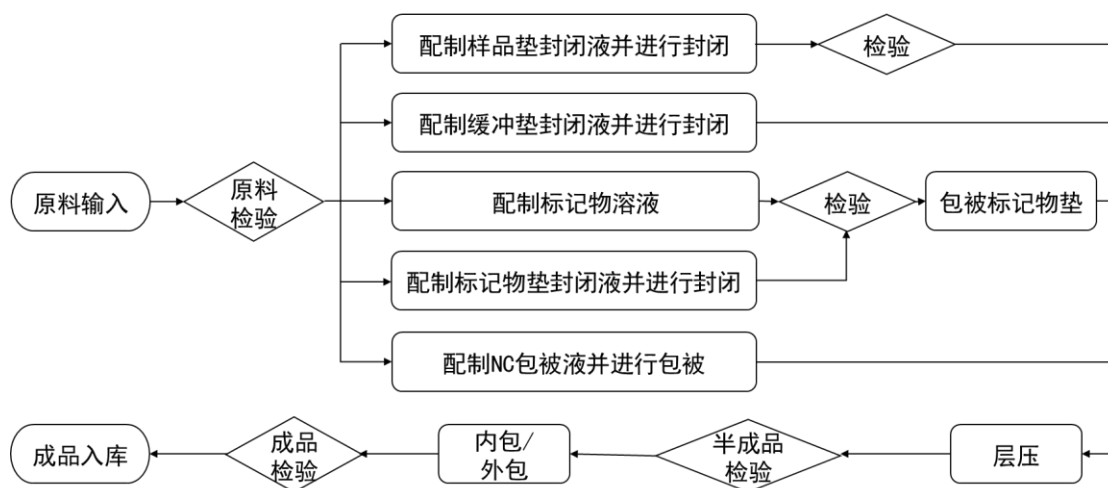 配制样品垫封闭液并进行封闭
检验
配制缓冲垫封闭液并进行封闭
原料输入
原料
检验
配制标记物溶液
检验
包被标记物垫
配制标记物垫封闭液并进行封闭
配制NC包被液并进行包被
成品入库
成品
检验
内包/
外包
半成品
检验
层压